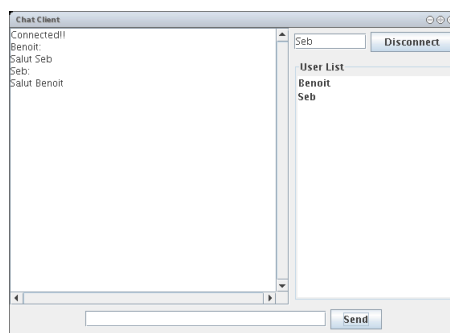 Chat Client
Connected!!
Benoit:
Salut Seb
Seb:
Salut Benoit
Seb
Disconnect
User List
Benoit
Seb
Send